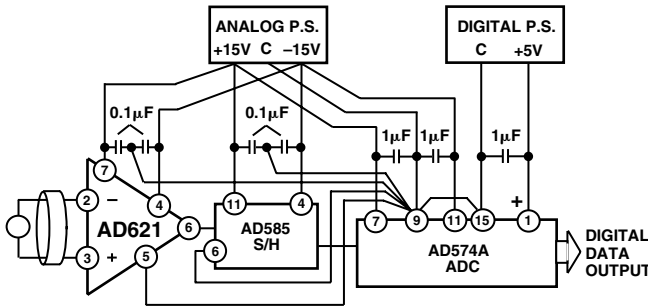 ANALOG P.S.
+15V C –15V
DIGITAL P.S.
C +5V
0.1µF
0.1µF
1µF
1µF
1µF
7
2
–
AD621
4
6
3
+
5
11
4
AD585
S/H
6
7
9
11
15
+
1
AD574A
ADC
DIGITAL
DATA
OUTPUT